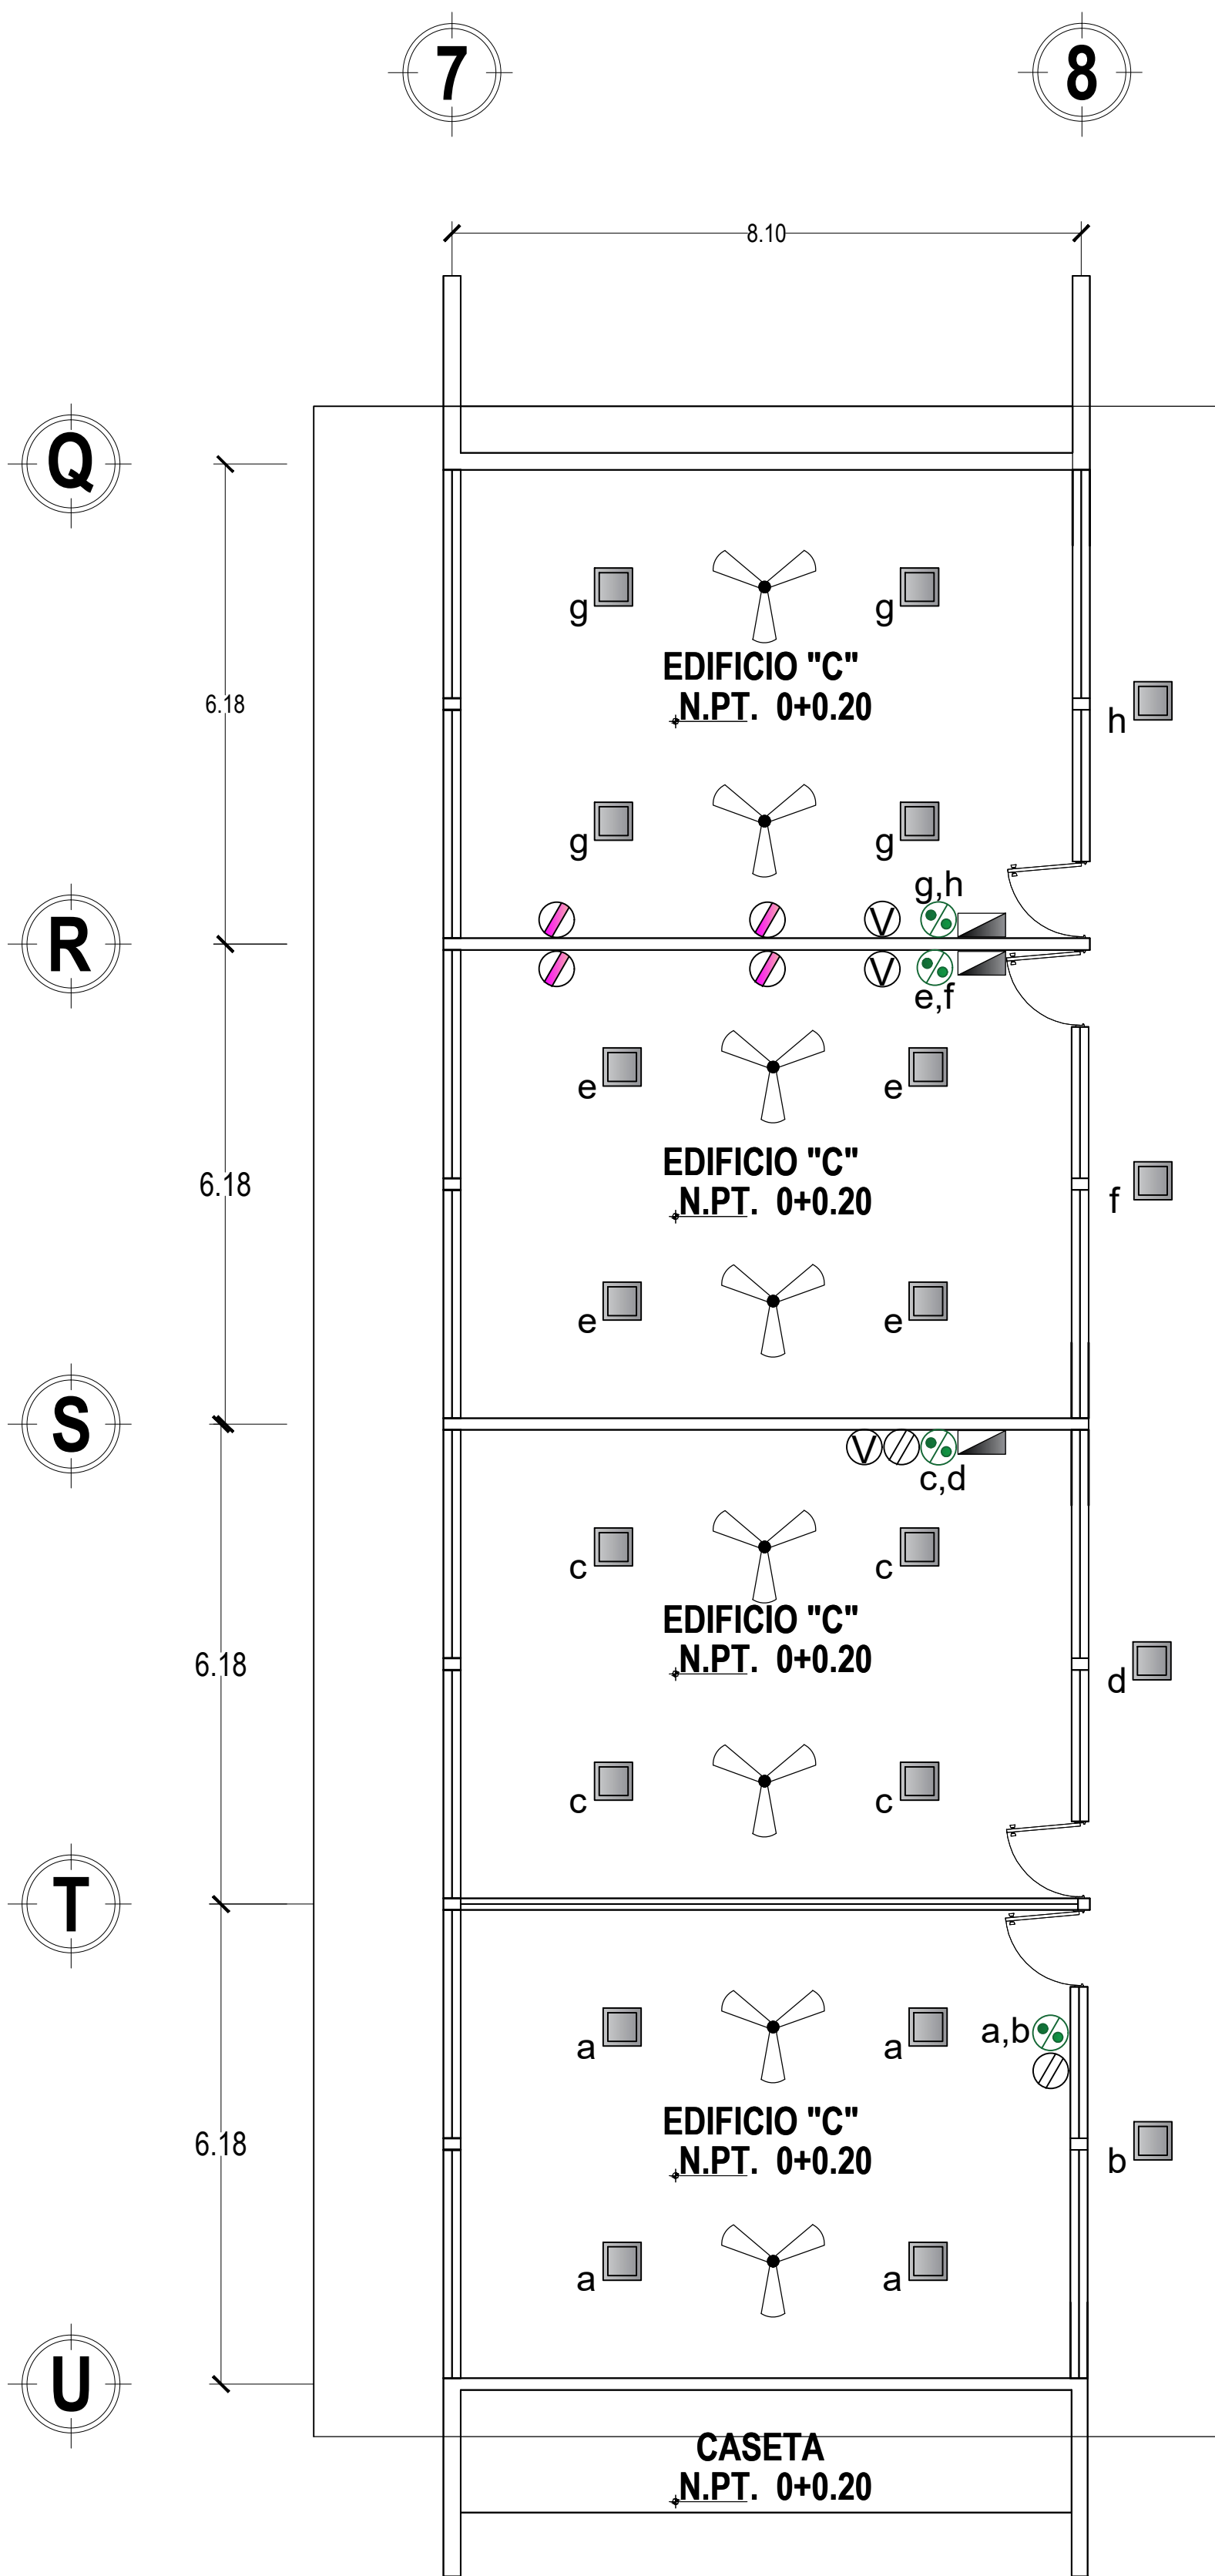 7
8
8.10
Q
g
g
EDIFICIO "C"
N.PT. 0+0.20
h
6.18
g
g
g,h
V
R
V
e,f
e
e
EDIFICIO "C"
N.PT. 0+0.20
f
6.18
e
e
S
V
c,d
c
c
EDIFICIO "C"
N.PT. 0+0.20
d
6.18
c
c
T
a,b
a
a
EDIFICIO "C"
N.PT. 0+0.20
b
6.18
a
a
U
CASETA
N.PT. 0+0.20